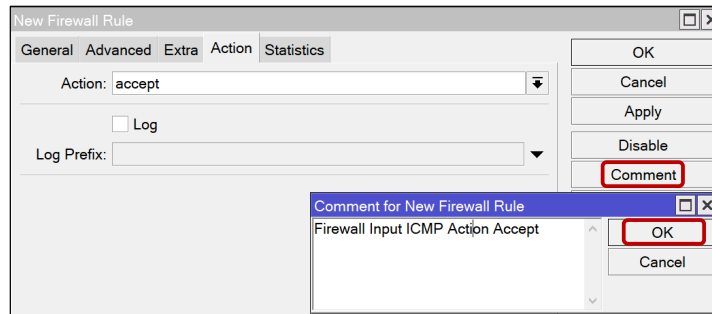 New Firewall Rule
General Advanced Extra Action Statistics
Action: accept
Log
Log Prefix:
OK
Cancel
Apply
Disable
Comment
Comment for New Firewall Rule
Firewall Input ICMP Action Accept
OK
Cancel